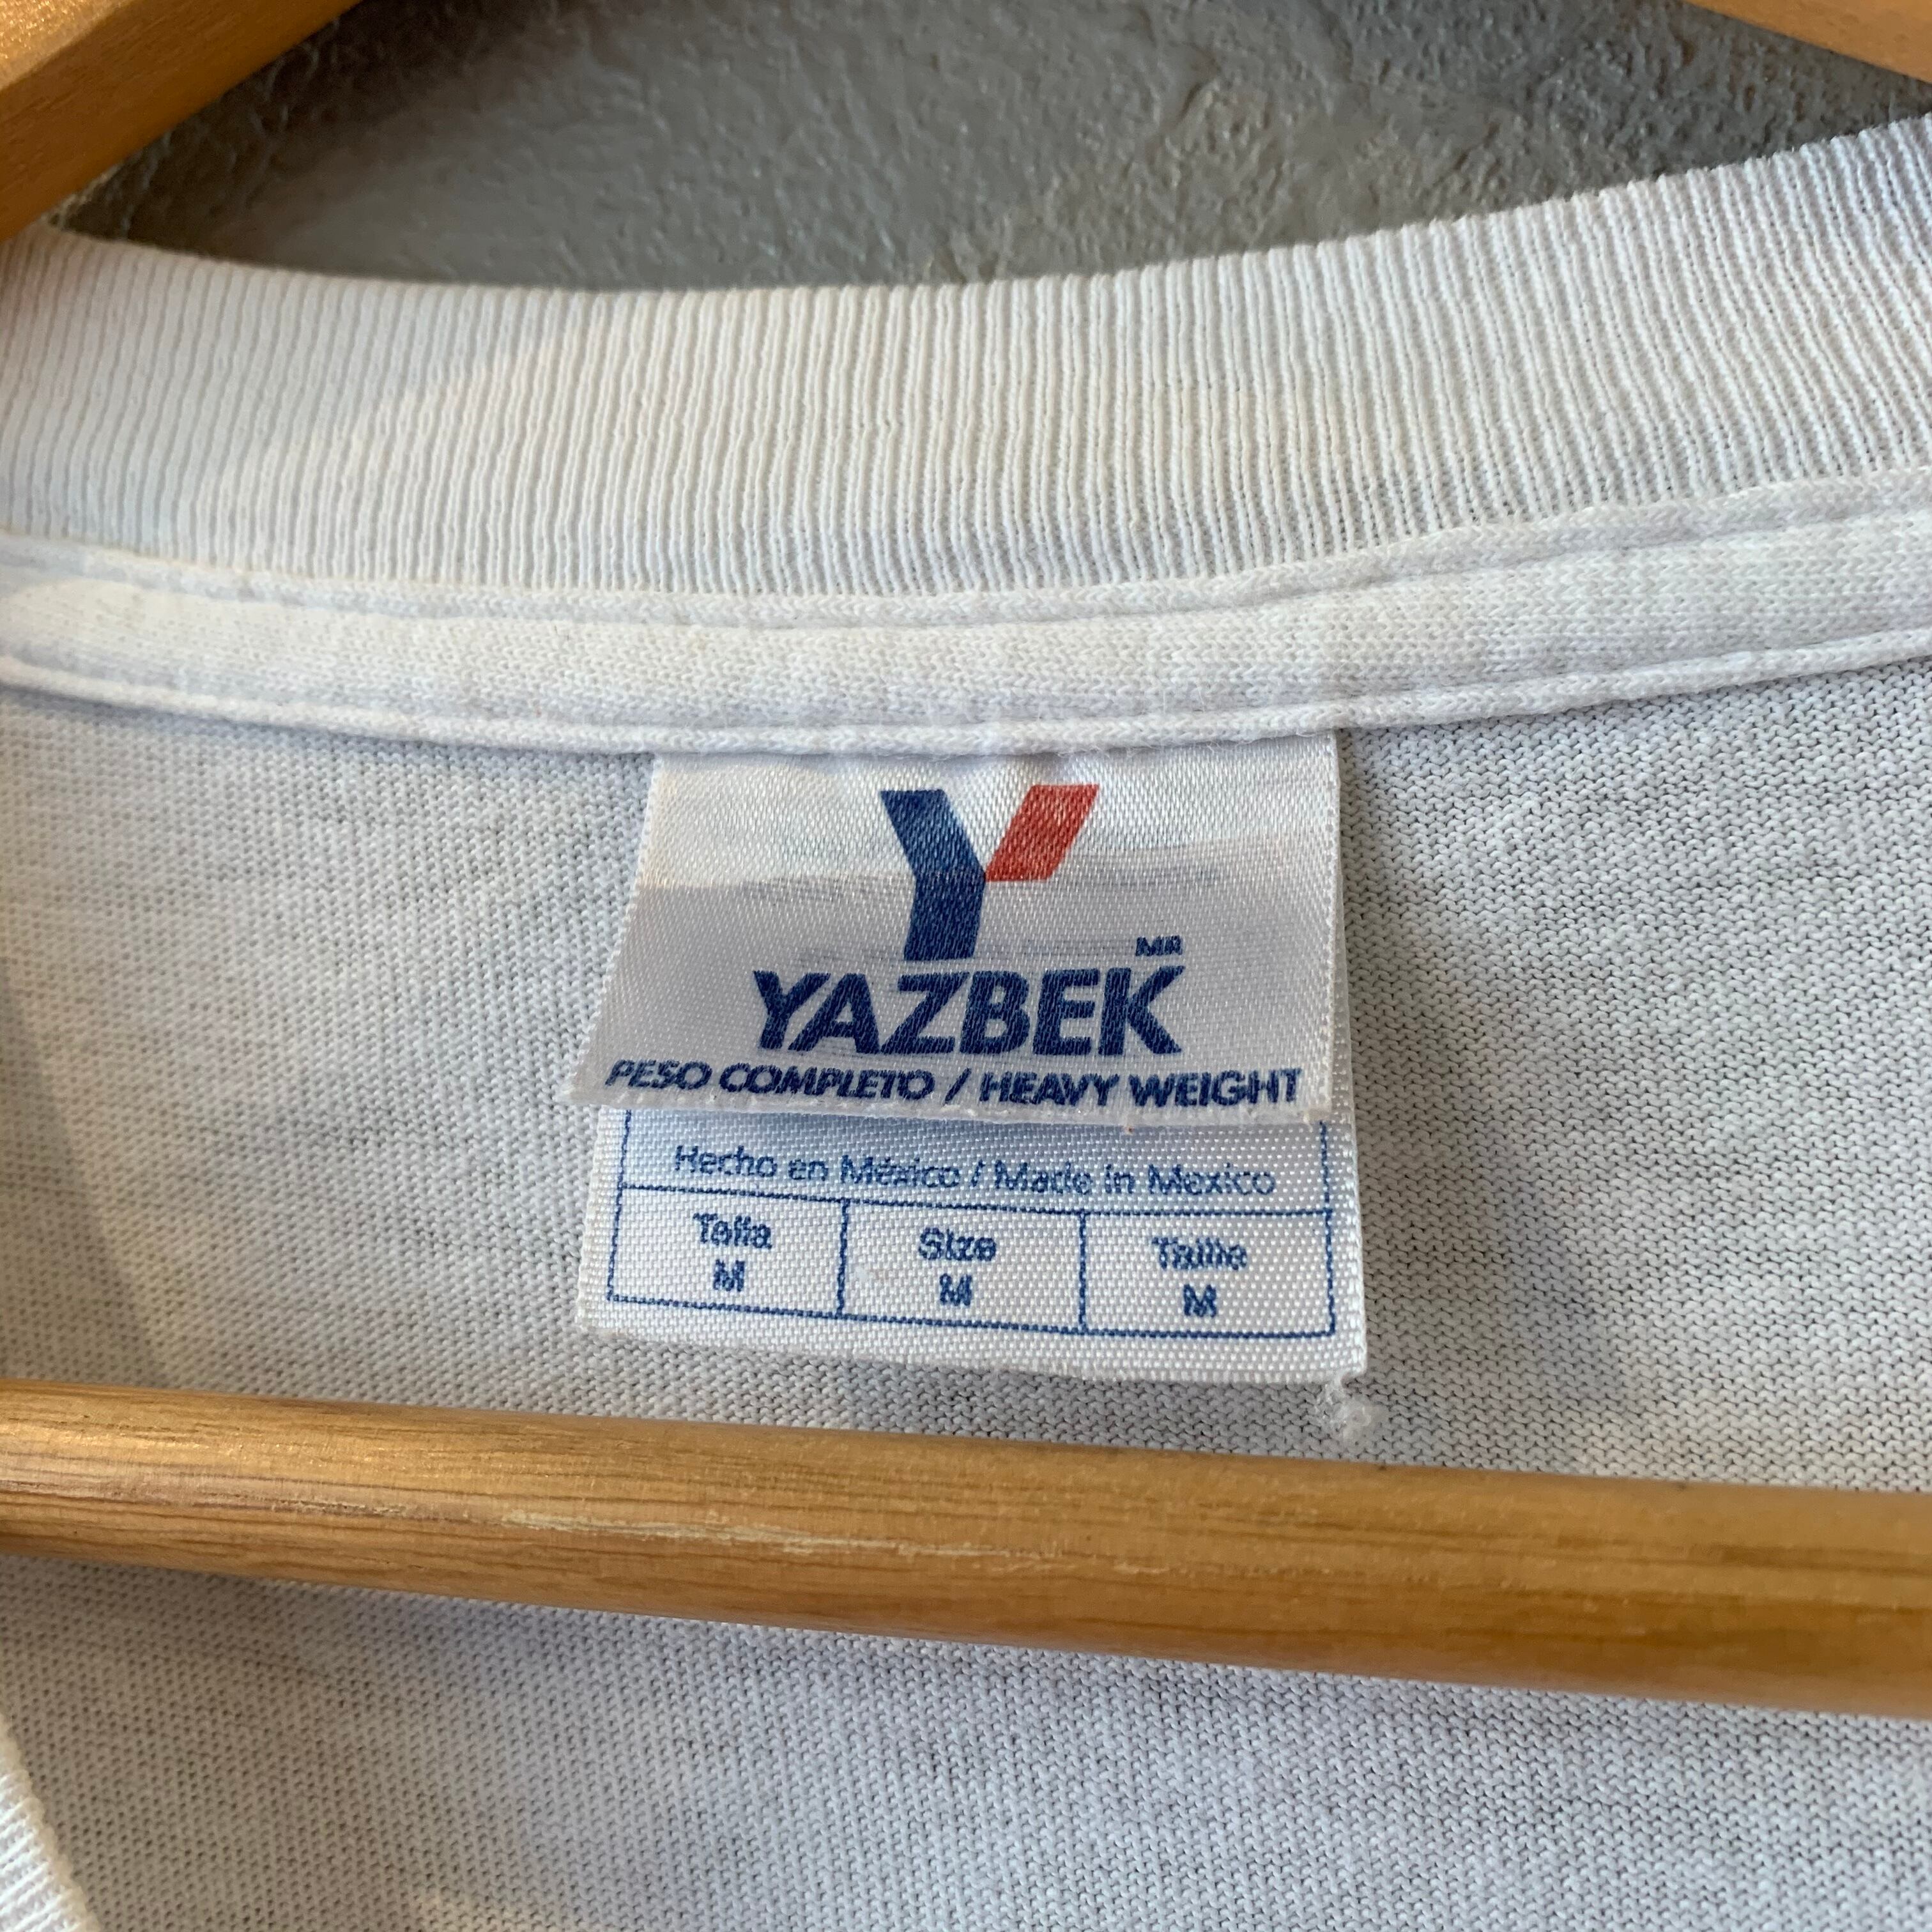 Y
YAZBEK MR
PESO COMPLETO / HEAVY WEIGHT
Hecho en México / Made in Mexico
Talla Size Taille
M M M